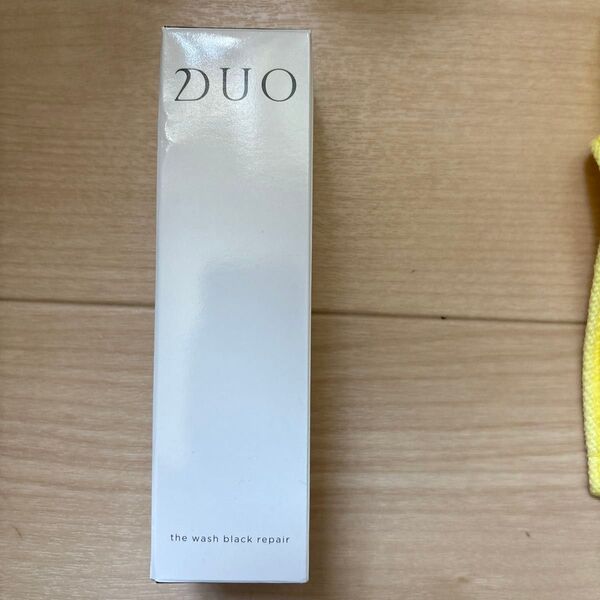 DUO
the wash black repair